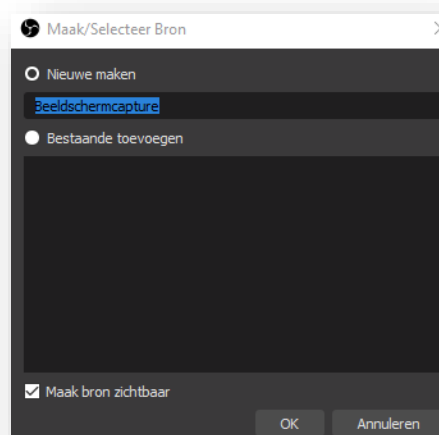 Maak/Selecteer Bron
Nieuwe maken
Beeldschermcapture
Bestaande toevoegen
Maak bron zichtbaar
OK Annuleren